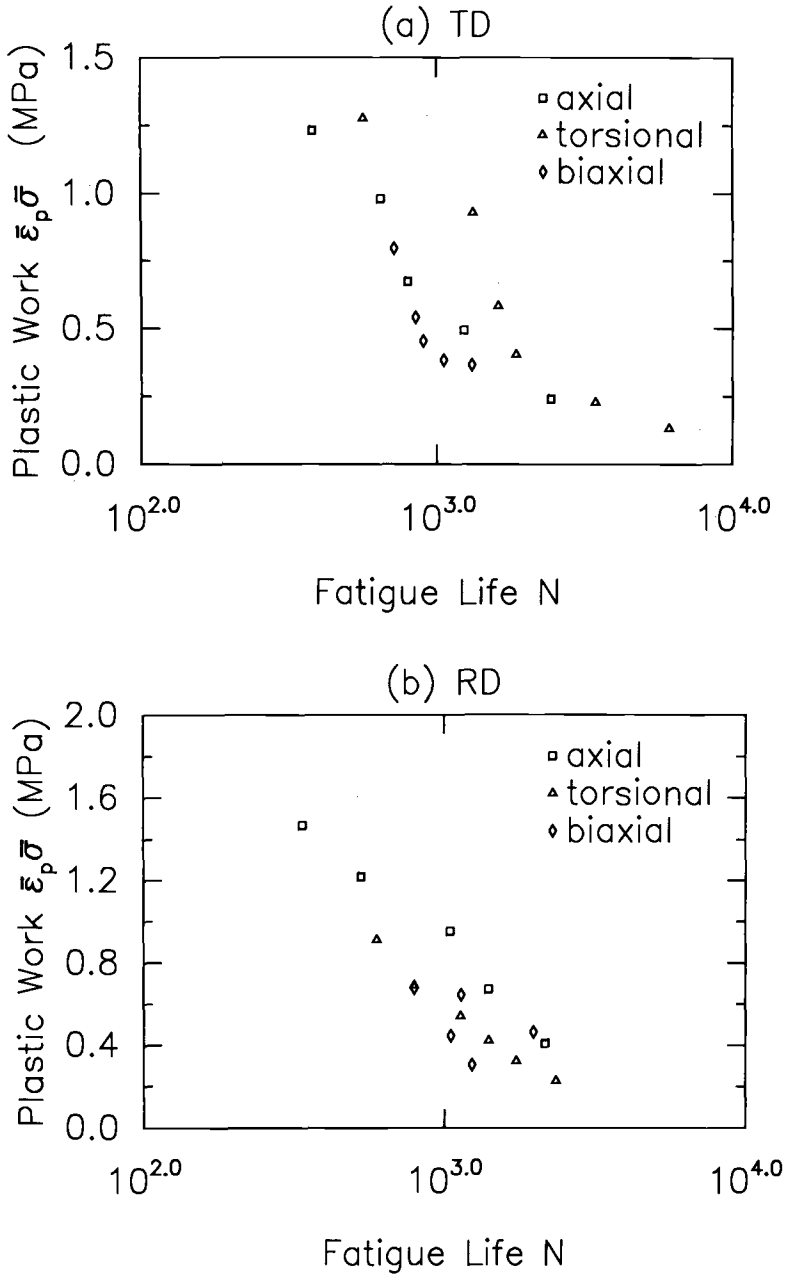 (a) TD
Plastic Work ε̄ₚσ̄ (MPa)
1.5
1.0
0.5
0.0
axial
torsional
biaxial
10^2.0
10^3.0
10^4.0
Fatigue Life N
(b) RD
Plastic Work ε̄ₚσ̄ (MPa)
2.0
1.6
1.2
0.8
0.4
0.0
axial
torsional
biaxial
10^2.0
10^3.0
10^4.0
Fatigue Life N